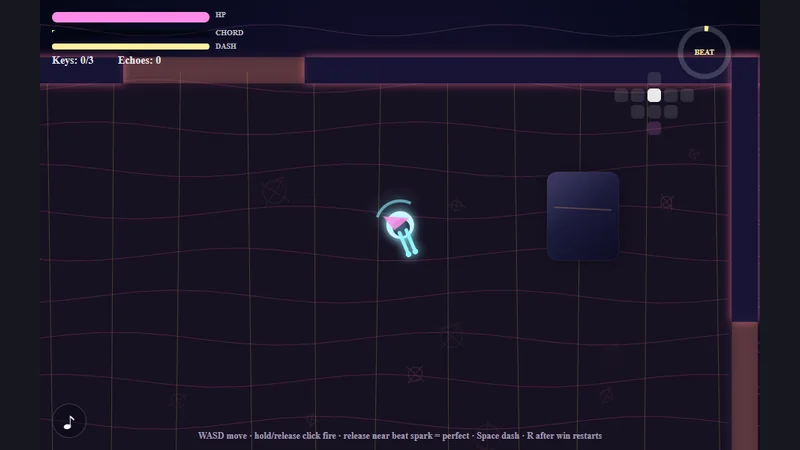 HP
CHORD
DASH
Keys: 0/3 Echoes: 0
BEAT
WASD move · hold/release click fire · release near beat spark = perfect · Space dash · R after win restarts